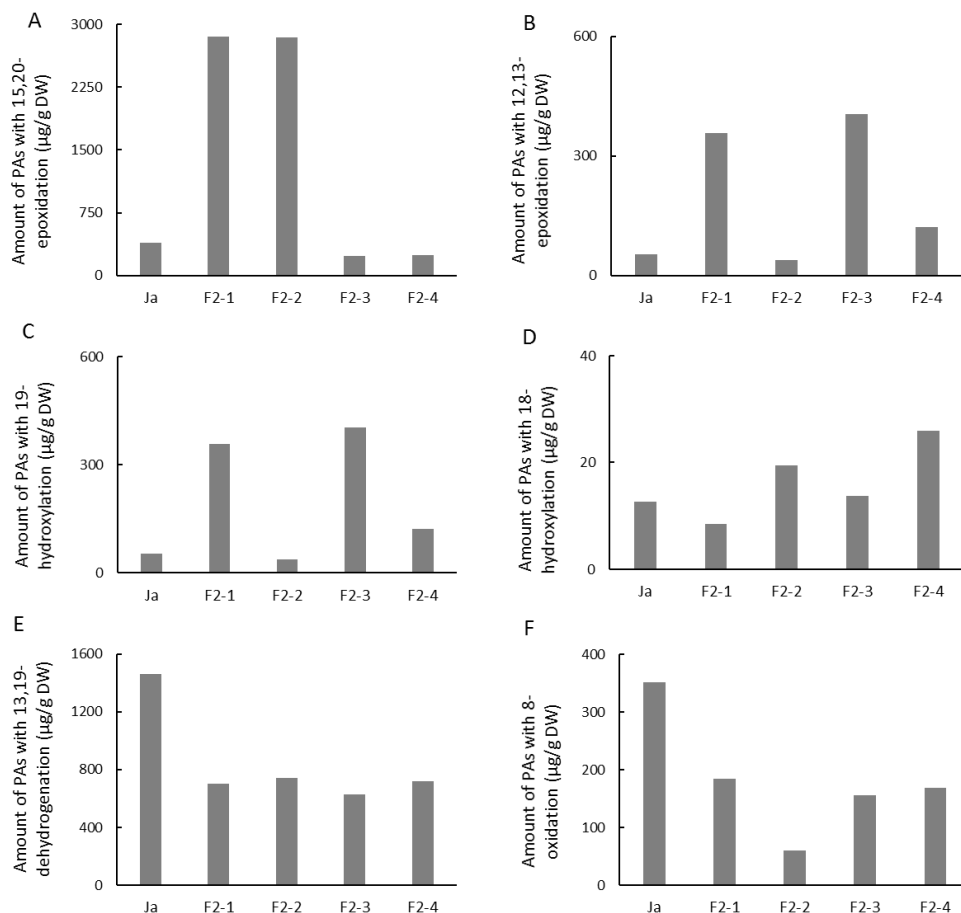 A
Amount of PAs with 15,20-
epoxidation (µg/g DW)
3000
2250
1500
750
0
Ja F2-1 F2-2 F2-3 F2-4
B
Amount of PAs with 12,13-
epoxidation (µg/g DW)
600
300
0
Ja F2-1 F2-2 F2-3 F2-4
C
Amount of PAs with 19-
hydroxylation (µg/g DW)
600
300
0
Ja F2-1 F2-2 F2-3 F2-4
D
Amount of PAs with 18-
hydroxylation (µg/g DW)
40
20
0
Ja F2-1 F2-2 F2-3 F2-4
E
Amount of PAs with 13,19-
dehydrogenation (µg/g DW)
1600
1200
800
400
0
Ja F2-1 F2-2 F2-3 F2-4
F
Amount of PAs with 8-
oxidation (µg/g DW)
400
300
200
100
0
Ja F2-1 F2-2 F2-3 F2-4